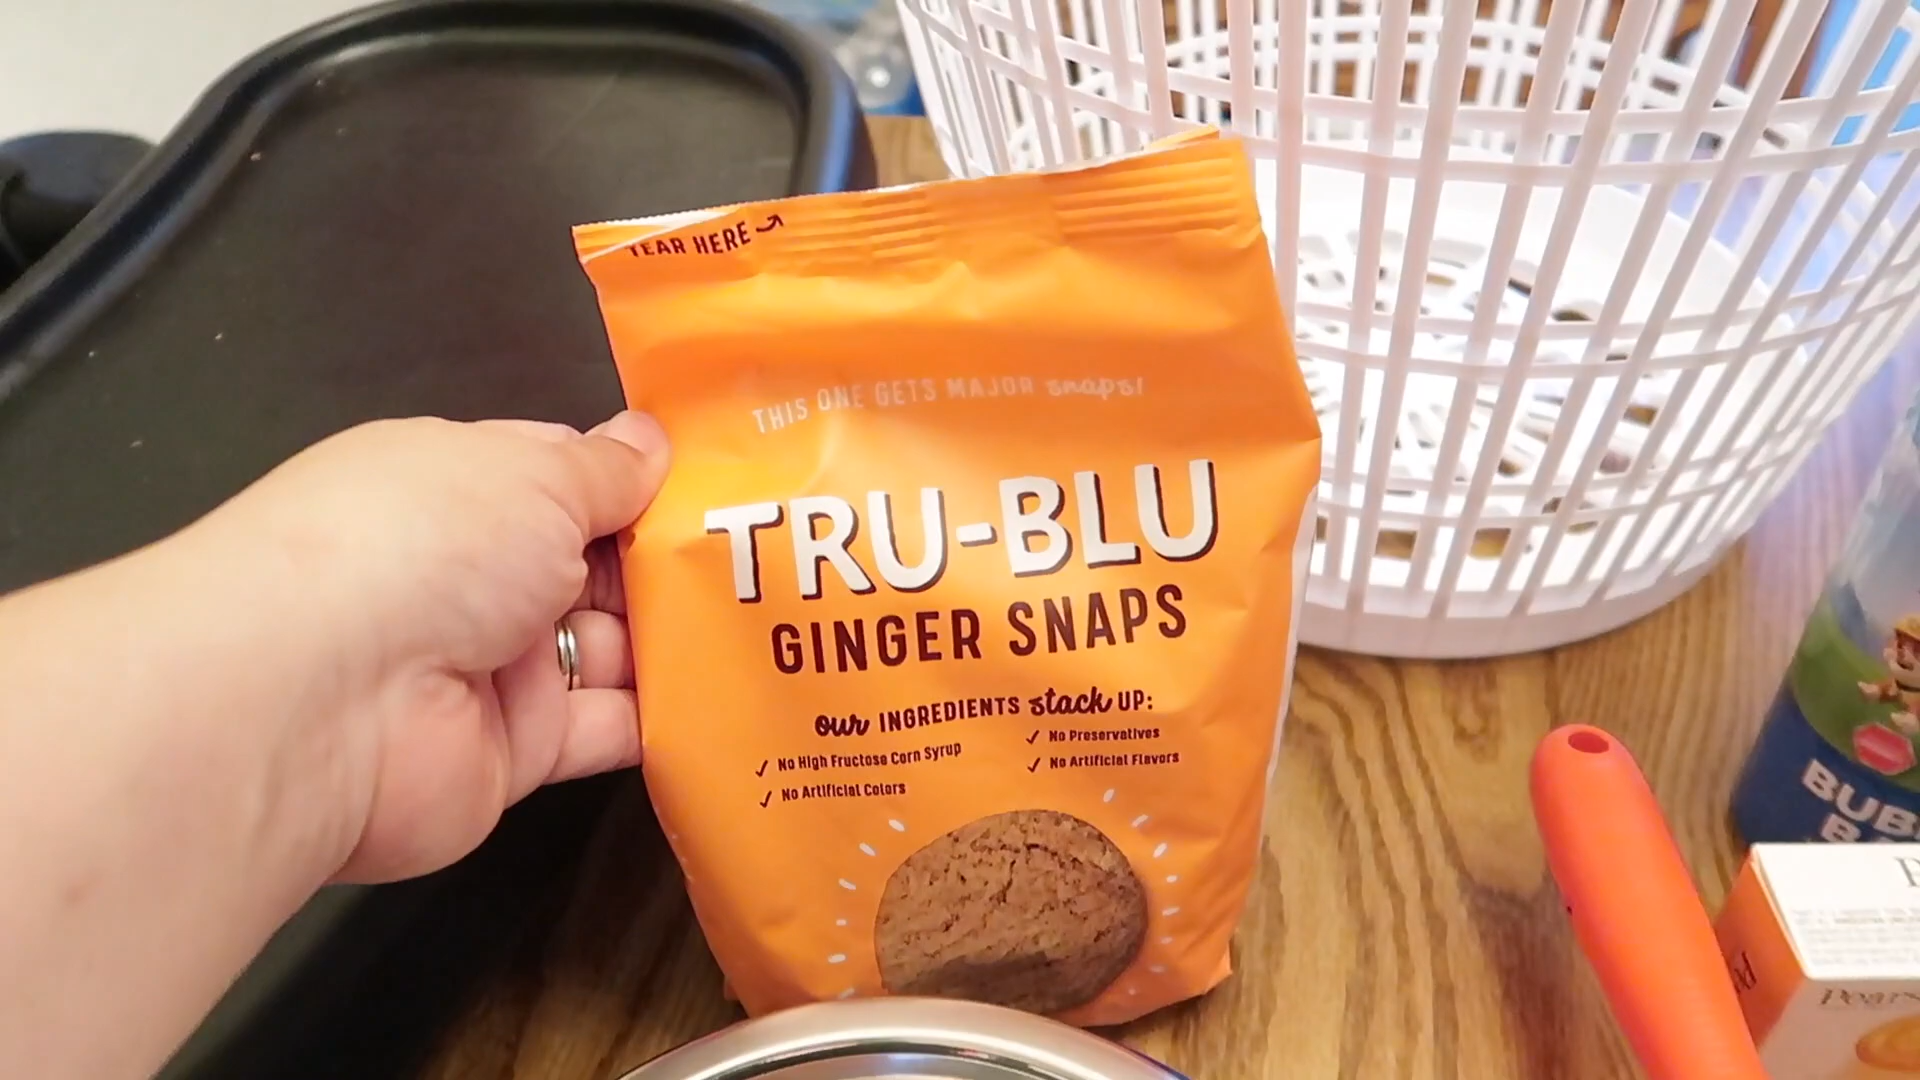 TEAR HERE
THIS ONE GETS MAJOR snaps!
TRU-BLU
GINGER SNAPS
our INGREDIENTS stack UP:
✓ No High Fructose Corn Syrup
✓ No Artificial Colors
✓ No Preservatives
✓ No Artificial Flavors
BUB
B
Pears